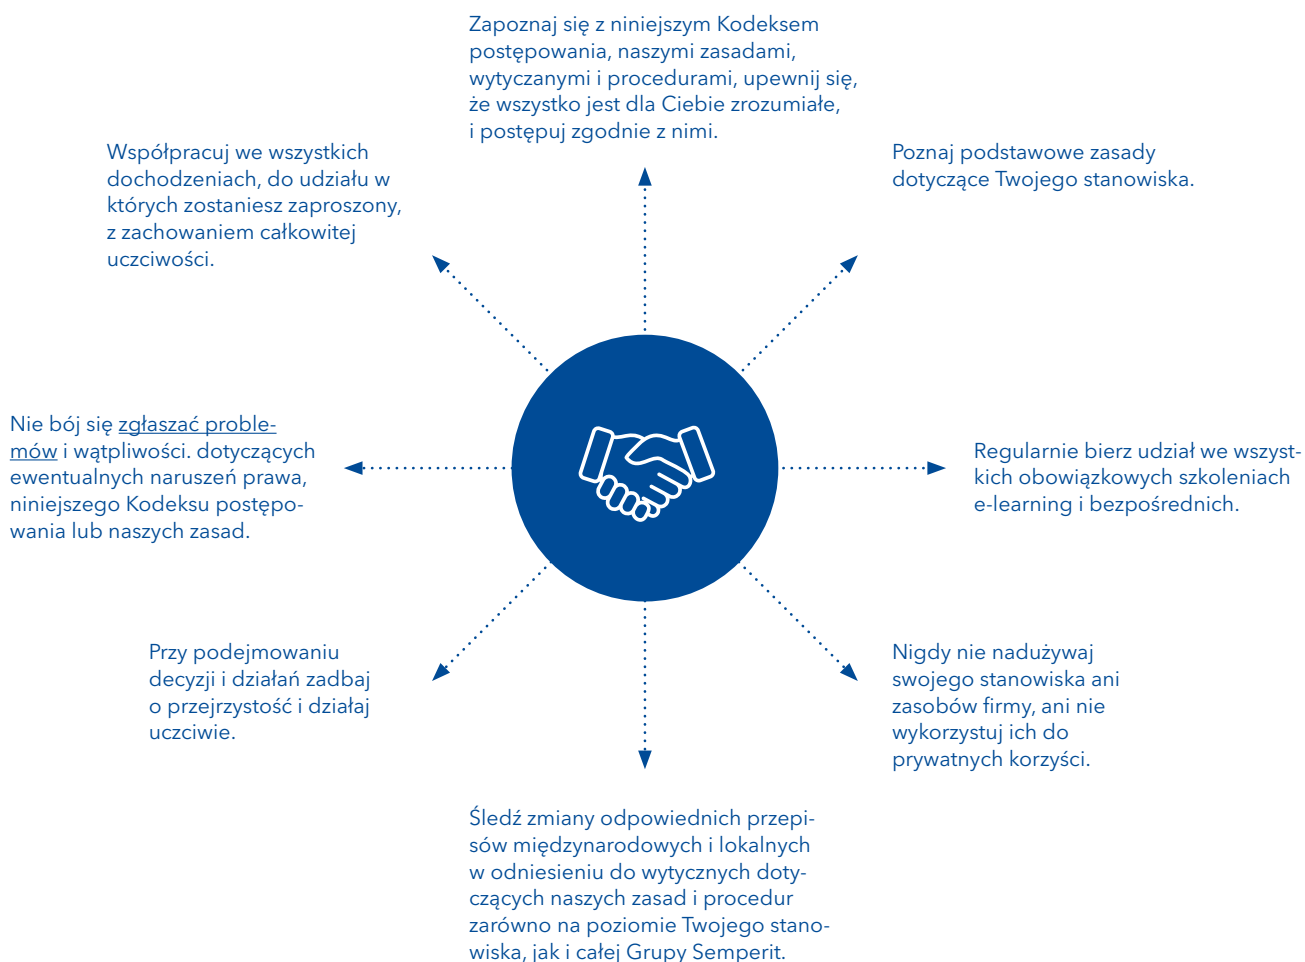 Zapoznaj się z niniejszym Kodeksem
postępowania, naszymi zasadami,
wytyczanymi i procedurami, upewnij się,
że wszystko jest dla Ciebie zrozumiałe,
i postępuj zgodnie z nimi.
Poznaj podstawowe zasady
dotyczące Twojego stanowiska.
Regularnie bierz udział we wszyst-
kich obowiązkowych szkoleniach
e-learning i bezpośrednich.
Nigdy nie nadużywaj
swojego stanowiska ani
zasobów firmy, ani nie
wykorzystuj ich do
prywatnych korzyści.
Śledź zmiany odpowiednich przepi-
sów międzynarodowych i lokalnych
w odniesieniu do wytycznych doty-
czących naszych zasad i procedur
zarówno na poziomie Twojego stano-
wiska, jak i całej Grupy Semperit.
Przy podejmowaniu
decyzji i działań zadbaj
o przejrzystość i działaj
uczciwie.
Nie bój się zgłaszać proble-
mów i wątpliwości. dotyczących
ewentualnych naruszeń prawa,
niniejszego Kodeksu postępo-
wania lub naszych zasad.
Współpracuj we wszystkich
dochodzeniach, do udziału w
których zostaniesz zaproszony,
z zachowaniem całkowitej
uczciwości.